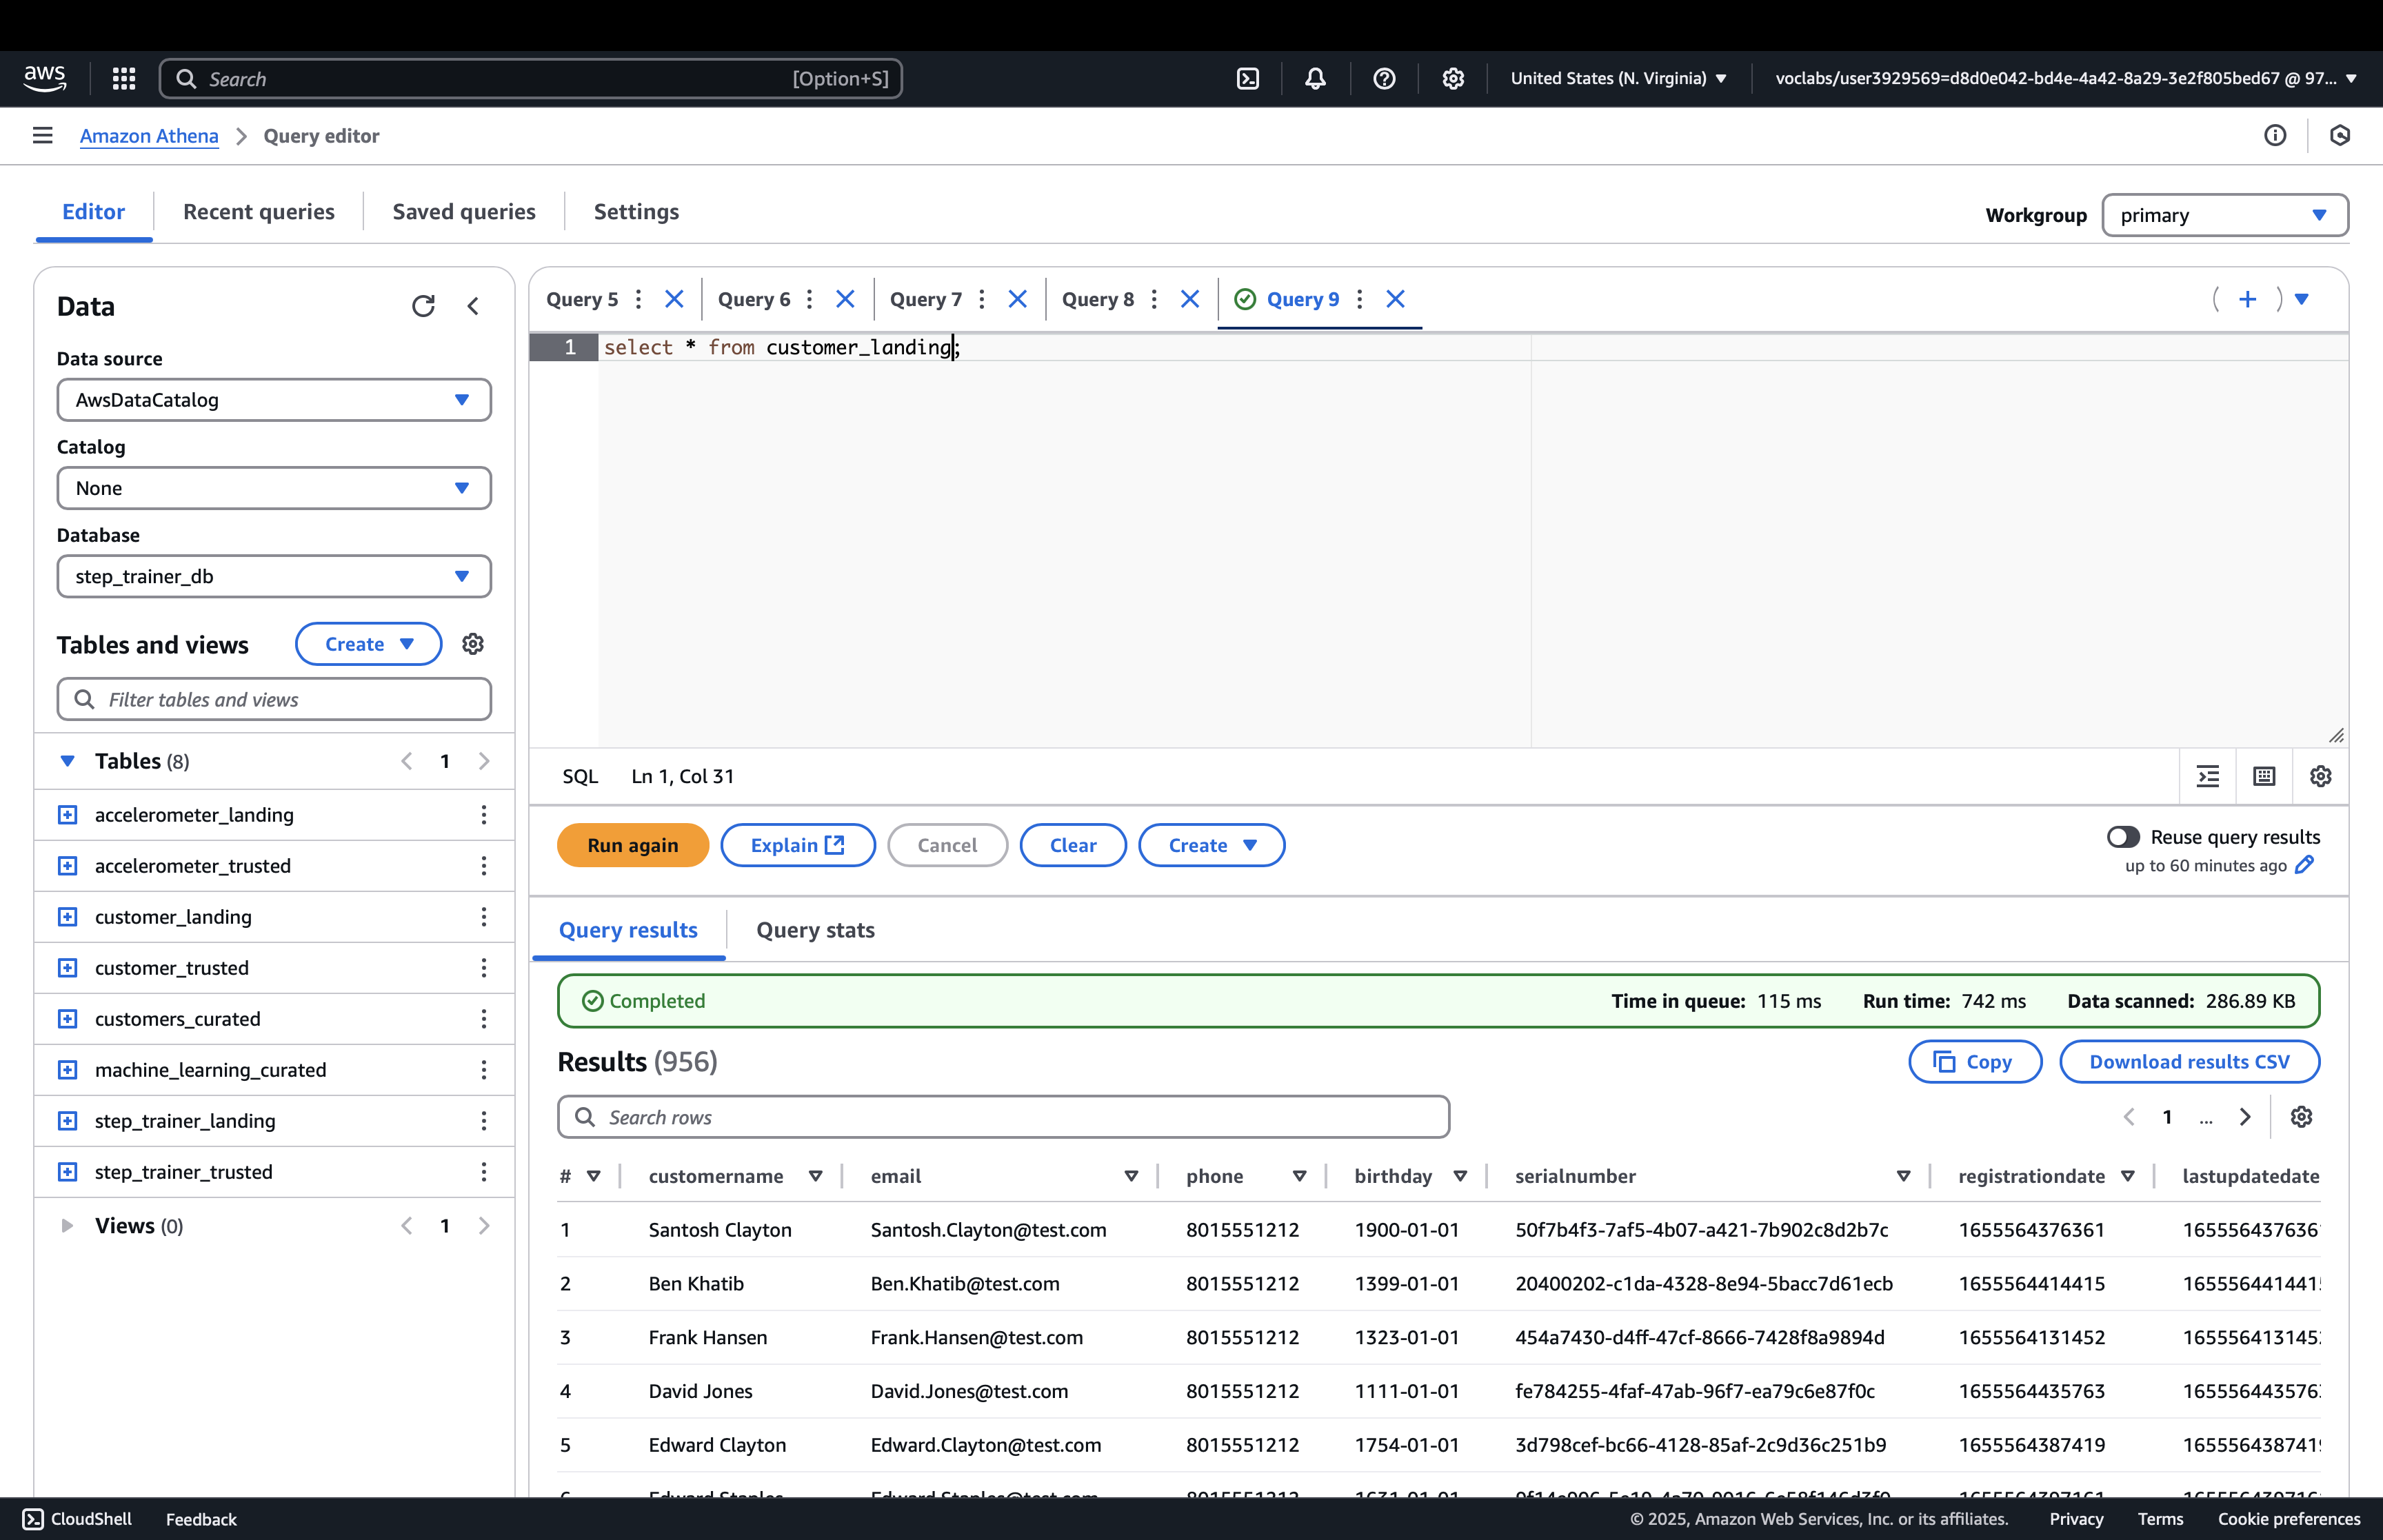 aws Search [Option+S] United States (N. Virginia) voclabs/user3929569=d8d0e042-bd4e-4a42-8a29-3e2f805bed67 @ 97...
Amazon Athena Query editor
Editor Recent queries Saved queries Settings Workgroup primary
Data
Data source
AwsDataCatalog
Catalog
None
Database
step_trainer_db
Tables and views Create
Filter tables and views
Tables (8) 1
accelerometer_landing
accelerometer_trusted
customer_landing
customer_trusted
customers_curated
machine_learning_curated
step_trainer_landing
step_trainer_trusted
Views (0) 1
Query 5 Query 6 Query 7 Query 8 Query 9
1 select * from customer_landing;
SQL Ln 1, Col 31
Run again Explain Cancel Clear Create Reuse query results
up to 60 minutes ago
Query results Query stats
Completed Time in queue: 115 ms Run time: 742 ms Data scanned: 286.89 KB
Results (956) Copy Download results CSV
Search rows 1 ...
# customername email phone birthday serialnumber registrationdate lastupdatedate
1 Santosh Clayton Santosh.Clayton@test.com 8015551212 1900-01-01 50f7b4f3-7af5-4b07-a421-7b902c8d2b7c 1655564376361 165556437636
2 Ben Khatib Ben.Khatib@test.com 8015551212 1399-01-01 20400202-c1da-4328-8e94-5bacc7d61ecb 1655564414415 165556441441
3 Frank Hansen Frank.Hansen@test.com 8015551212 1323-01-01 454a7430-d4ff-47cf-8666-7428f8a9894d 1655564131452 165556413145
4 David Jones David.Jones@test.com 8015551212 1111-01-01 fe784255-4faf-47ab-96f7-ea79c6e87f0c 1655564435763 165556443576
5 Edward Clayton Edward.Clayton@test.com 8015551212 1754-01-01 3d798cef-bc66-4128-85af-2c9d36c251b9 1655564387419 165556438741
CloudShell Feedback © 2025, Amazon Web Services, Inc. or its affiliates. Privacy Terms Cookie preferences